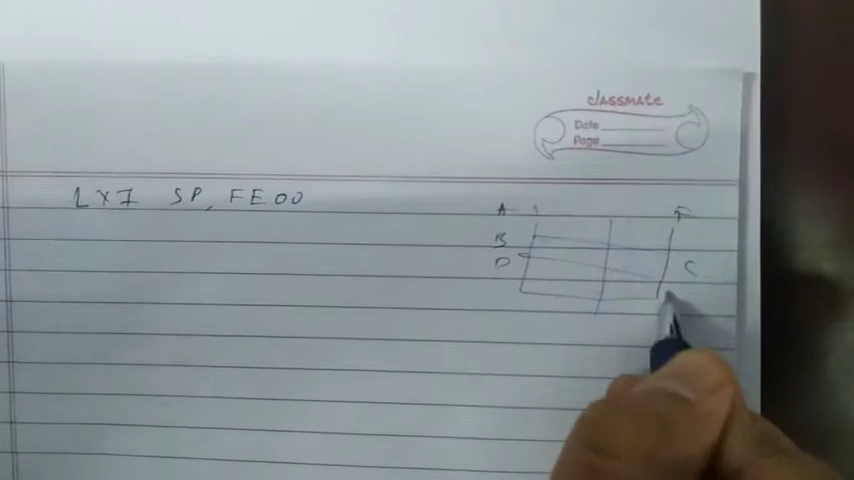 classmate
Date
Page
LXI SP, FE00
A F
B
D C